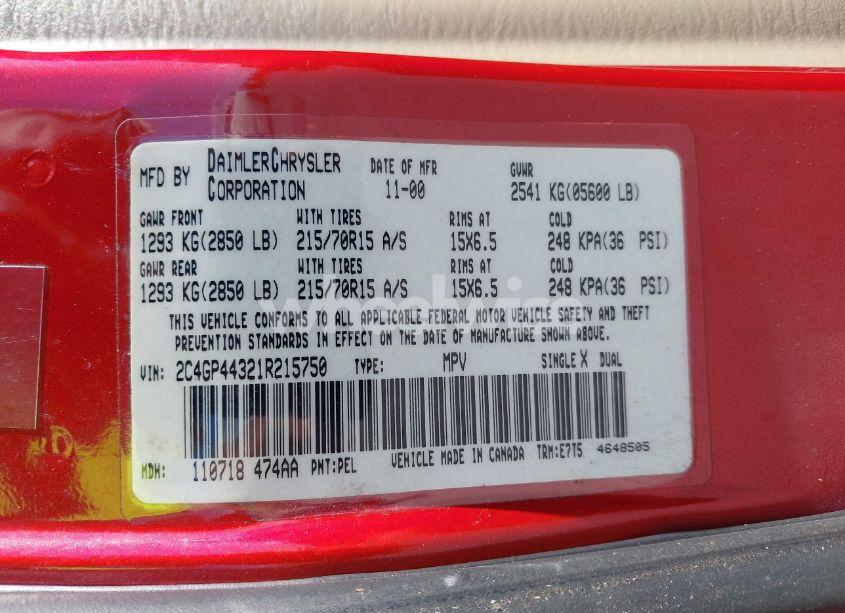 MFD BY DAIMLERCHRYSLER CORPORATION DATE OF MFR 11-00 GVWR 2541 KG(05600 LB)
GAWR FRONT WITH TIRES RIMS AT COLD
1293 KG(2850 LB) 215/70R15 A/S 15X6.5 248 KPA(36 PSI)
GAWR REAR WITH TIRES RIMS AT COLD
1293 KG(2850 LB) 215/70R15 A/S 15X6.5 248 KPA(36 PSI)
THIS VEHICLE CONFORMS TO ALL APPLICABLE FEDERAL MOTOR VEHICLE SAFETY AND THEFT
PREVENTION STANDARDS IN EFFECT ON THE DATE OF MANUFACTURE SHOWN ABOVE.
VIN: 2C4GP44321R215750 TYPE: MPV SINGLE X DUAL
MDH: 110718 474AA PNT:PEL VEHICLE MADE IN CANADA TRM:E7T5 4648505